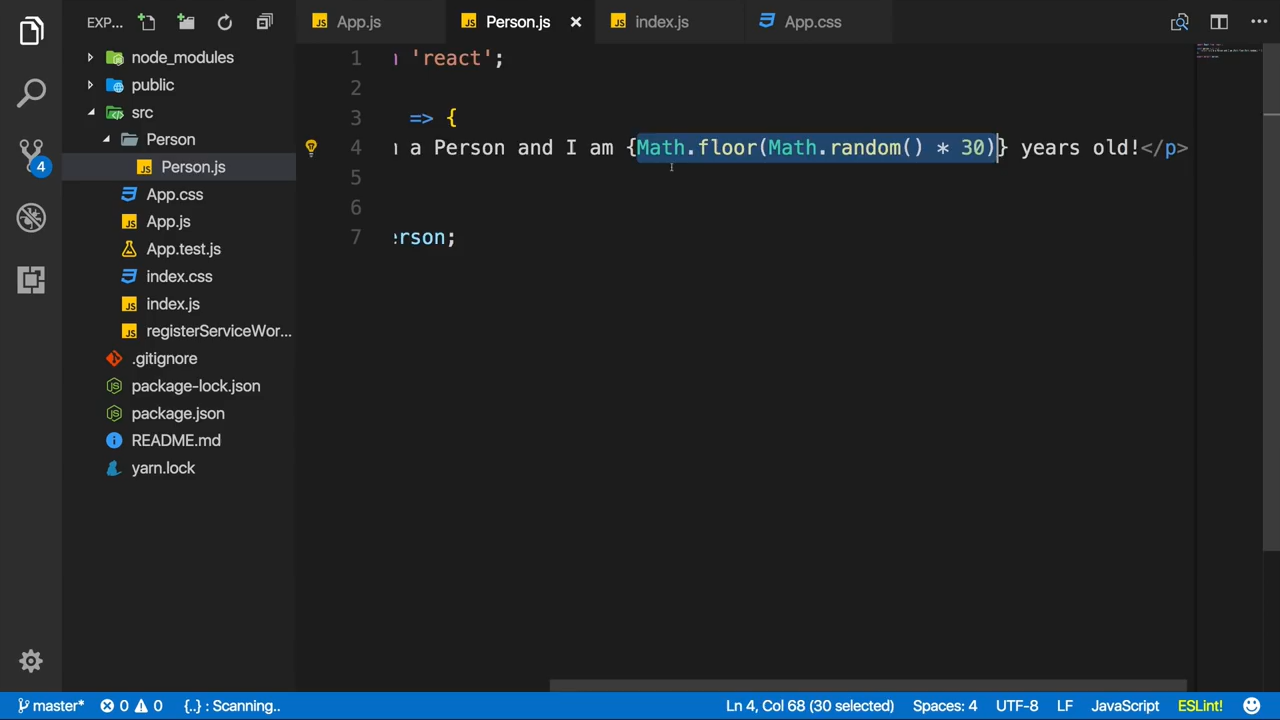 EXP...
App.js
Person.js
index.js
App.css
node_modules
public
src
Person
Person.js
App.css
App.js
App.test.js
index.css
index.js
registerServiceWor...
.gitignore
package-lock.json
package.json
README.md
yarn.lock
4
1 'react';
2
3 => {
4 a Person and I am {Math.floor(Math.random() * 30)} years old!</p>
5
6
7 erson;
master* 0 0 {..} : Scanning.. Ln 4, Col 68 (30 selected) Spaces: 4 UTF-8 LF JavaScript ESLint!